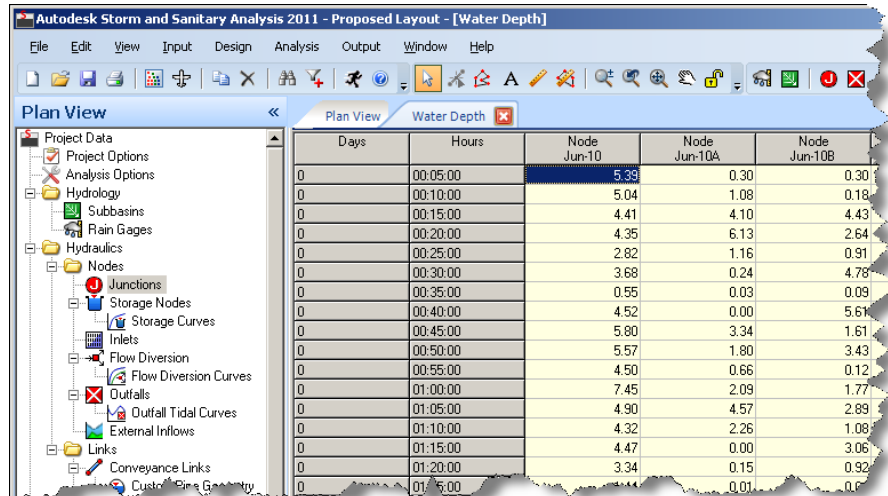 Autodesk Storm and Sanitary Analysis 2011 - Proposed Layout - [Water Depth]
File Edit View Input Design Analysis Output Window Help
A
Plan View «
Plan View Water Depth
Project Data
Project Options
Analysis Options
Hydrology
Subbasins
Rain Gages
Hydraulics
Nodes
J Junctions
Storage Nodes
Storage Curves
Inlets
Flow Diversion
Flow Diversion Curves
Outfalls
Outfall Tidal Curves
External Inflows
Links
Conveyance Links
Days Hours Node Jun-10 Node Jun-10A Node Jun-10B
0 00:05:00 5.39 0.30 0.30
0 00:10:00 5.04 1.08 0.18
0 00:15:00 4.41 4.10 4.43
0 00:20:00 4.35 6.13 2.64
0 00:25:00 2.82 1.16 0.91
0 00:30:00 3.68 0.24 4.78
0 00:35:00 0.55 0.03 0.09
0 00:40:00 4.52 0.00 5.61
0 00:45:00 5.80 3.34 1.61
0 00:50:00 5.57 1.80 3.43
0 00:55:00 4.50 0.66 0.12
0 01:00:00 7.45 2.09 1.77
0 01:05:00 4.90 4.57 2.89
0 01:10:00 4.32 2.26 1.08
0 01:15:00 4.47 0.00 3.06
0 01:20:00 3.34 0.15 0.92
0 0.01